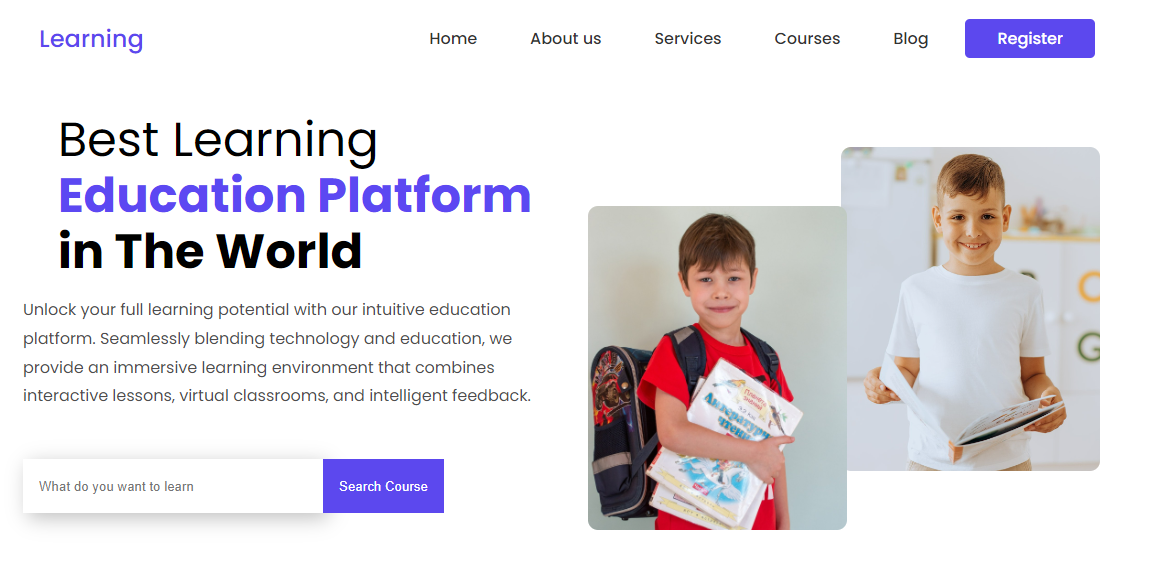 Learning
Home
About us
Services
Courses
Blog
Register
Best Learning
Education Platform
in The World
Unlock your full learning potential with our intuitive education
platform. Seamlessly blending technology and education, we
provide an immersive learning environment that combines
interactive lessons, virtual classrooms, and intelligent feedback.
What do you want to learn
Search Course